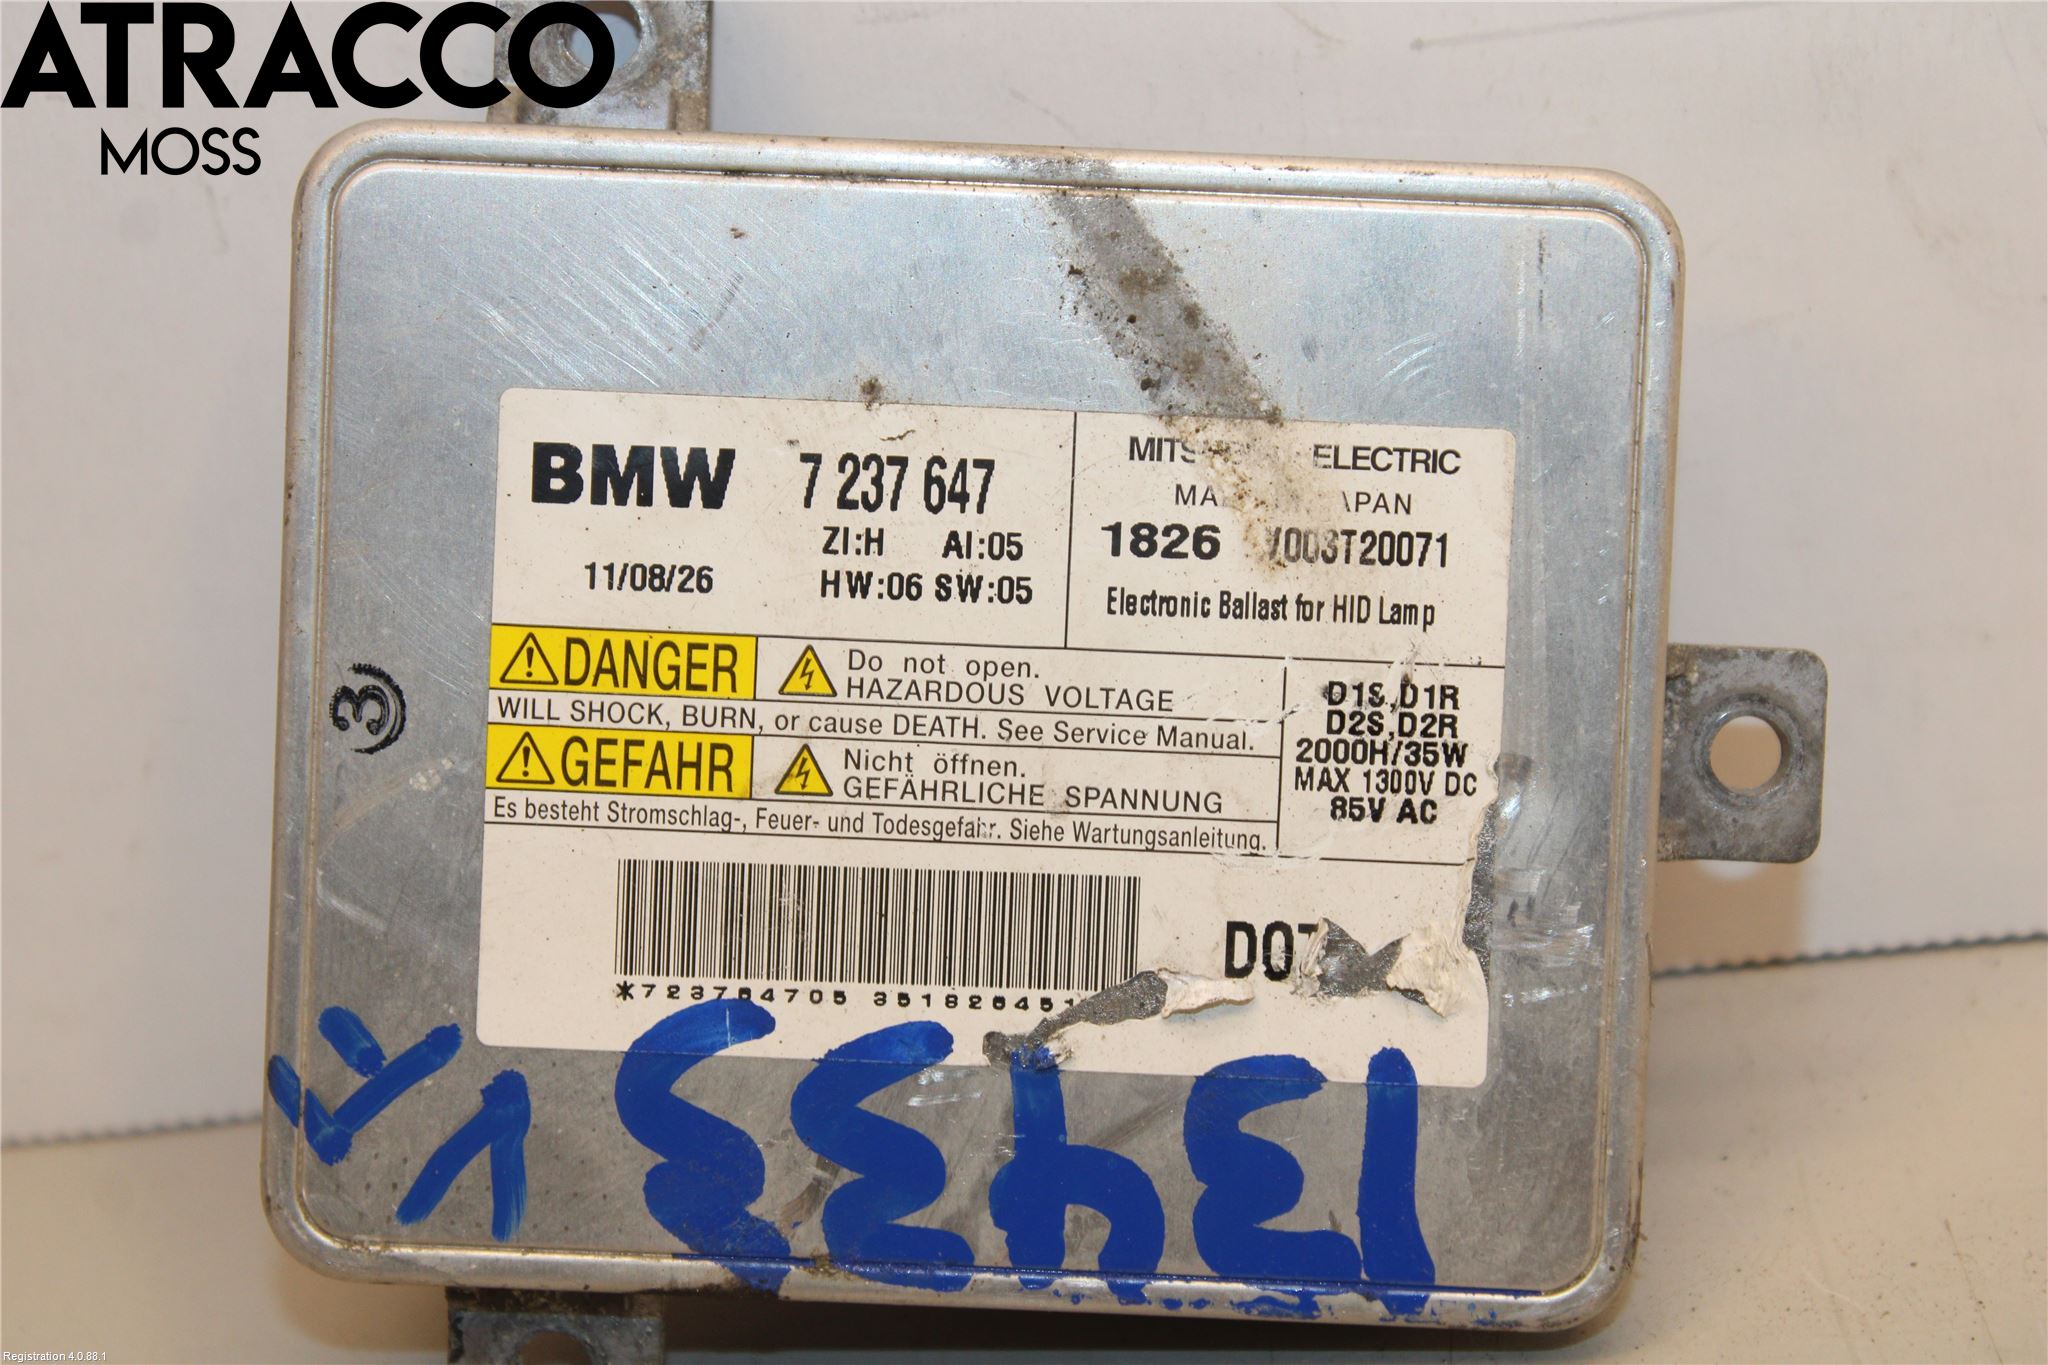 ATRACCO
MOSS
BMW 7 237 647
ZI:H AI:05
11/08/26 HW:06 SW:05
ELECTRIC
1826
Electronic Ballast for HID Lamp
DANGER
Do not open.
HAZARDOUS VOLTAGE
WILL SHOCK, BURN, or cause DEATH. See Service Manual.
GEFAHR
Nicht öffnen.
GEFÄHRLICHE SPANNUNG
Es besteht Stromschlag-, Feuer- und Todesgefahr. Siehe Wartungsanleitung.
D1S,D1R
D2S,D2R
2000H/35W
MAX 1300V DC
85V AC
DOT
3
13433 VF
Registration 4.0.88.1